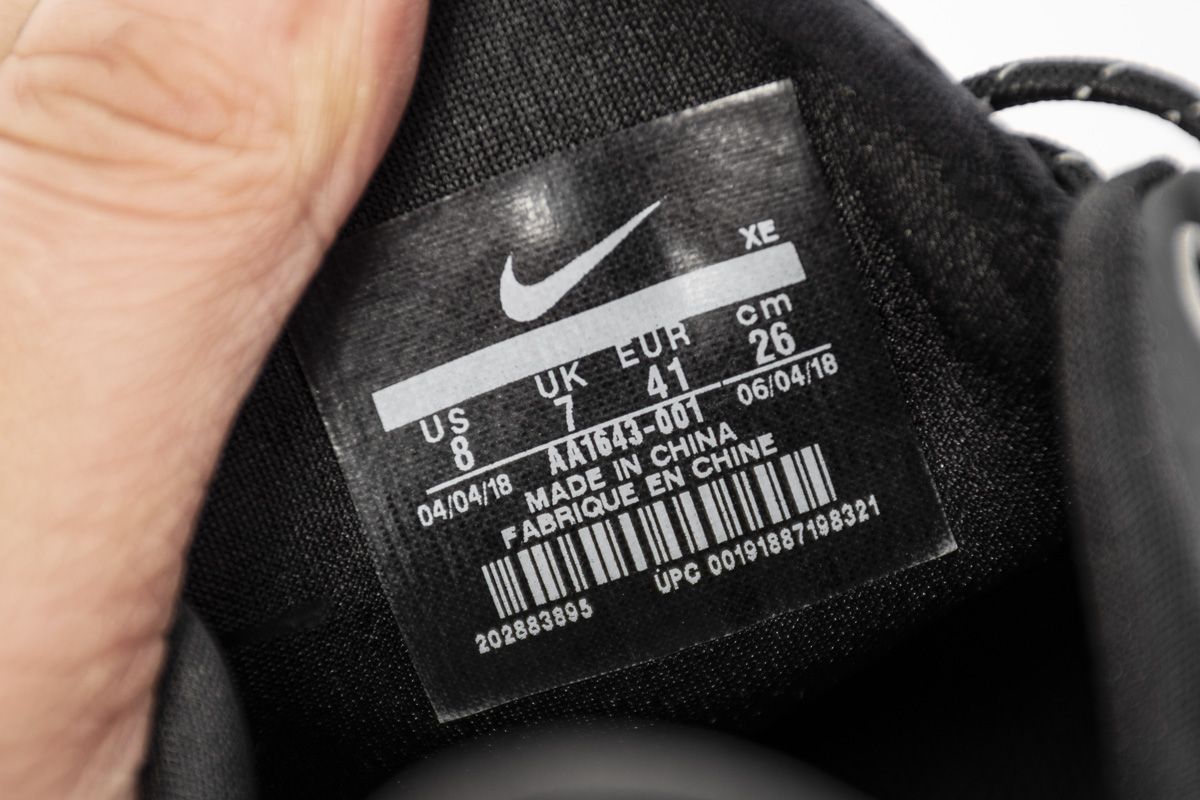 XE
US UK EUR cm
8 7 41 26
04/04/18 AA1643-001 06/04/18
MADE IN CHINA
FABRIQUE EN CHINE
202883895 UPC 00191887198321